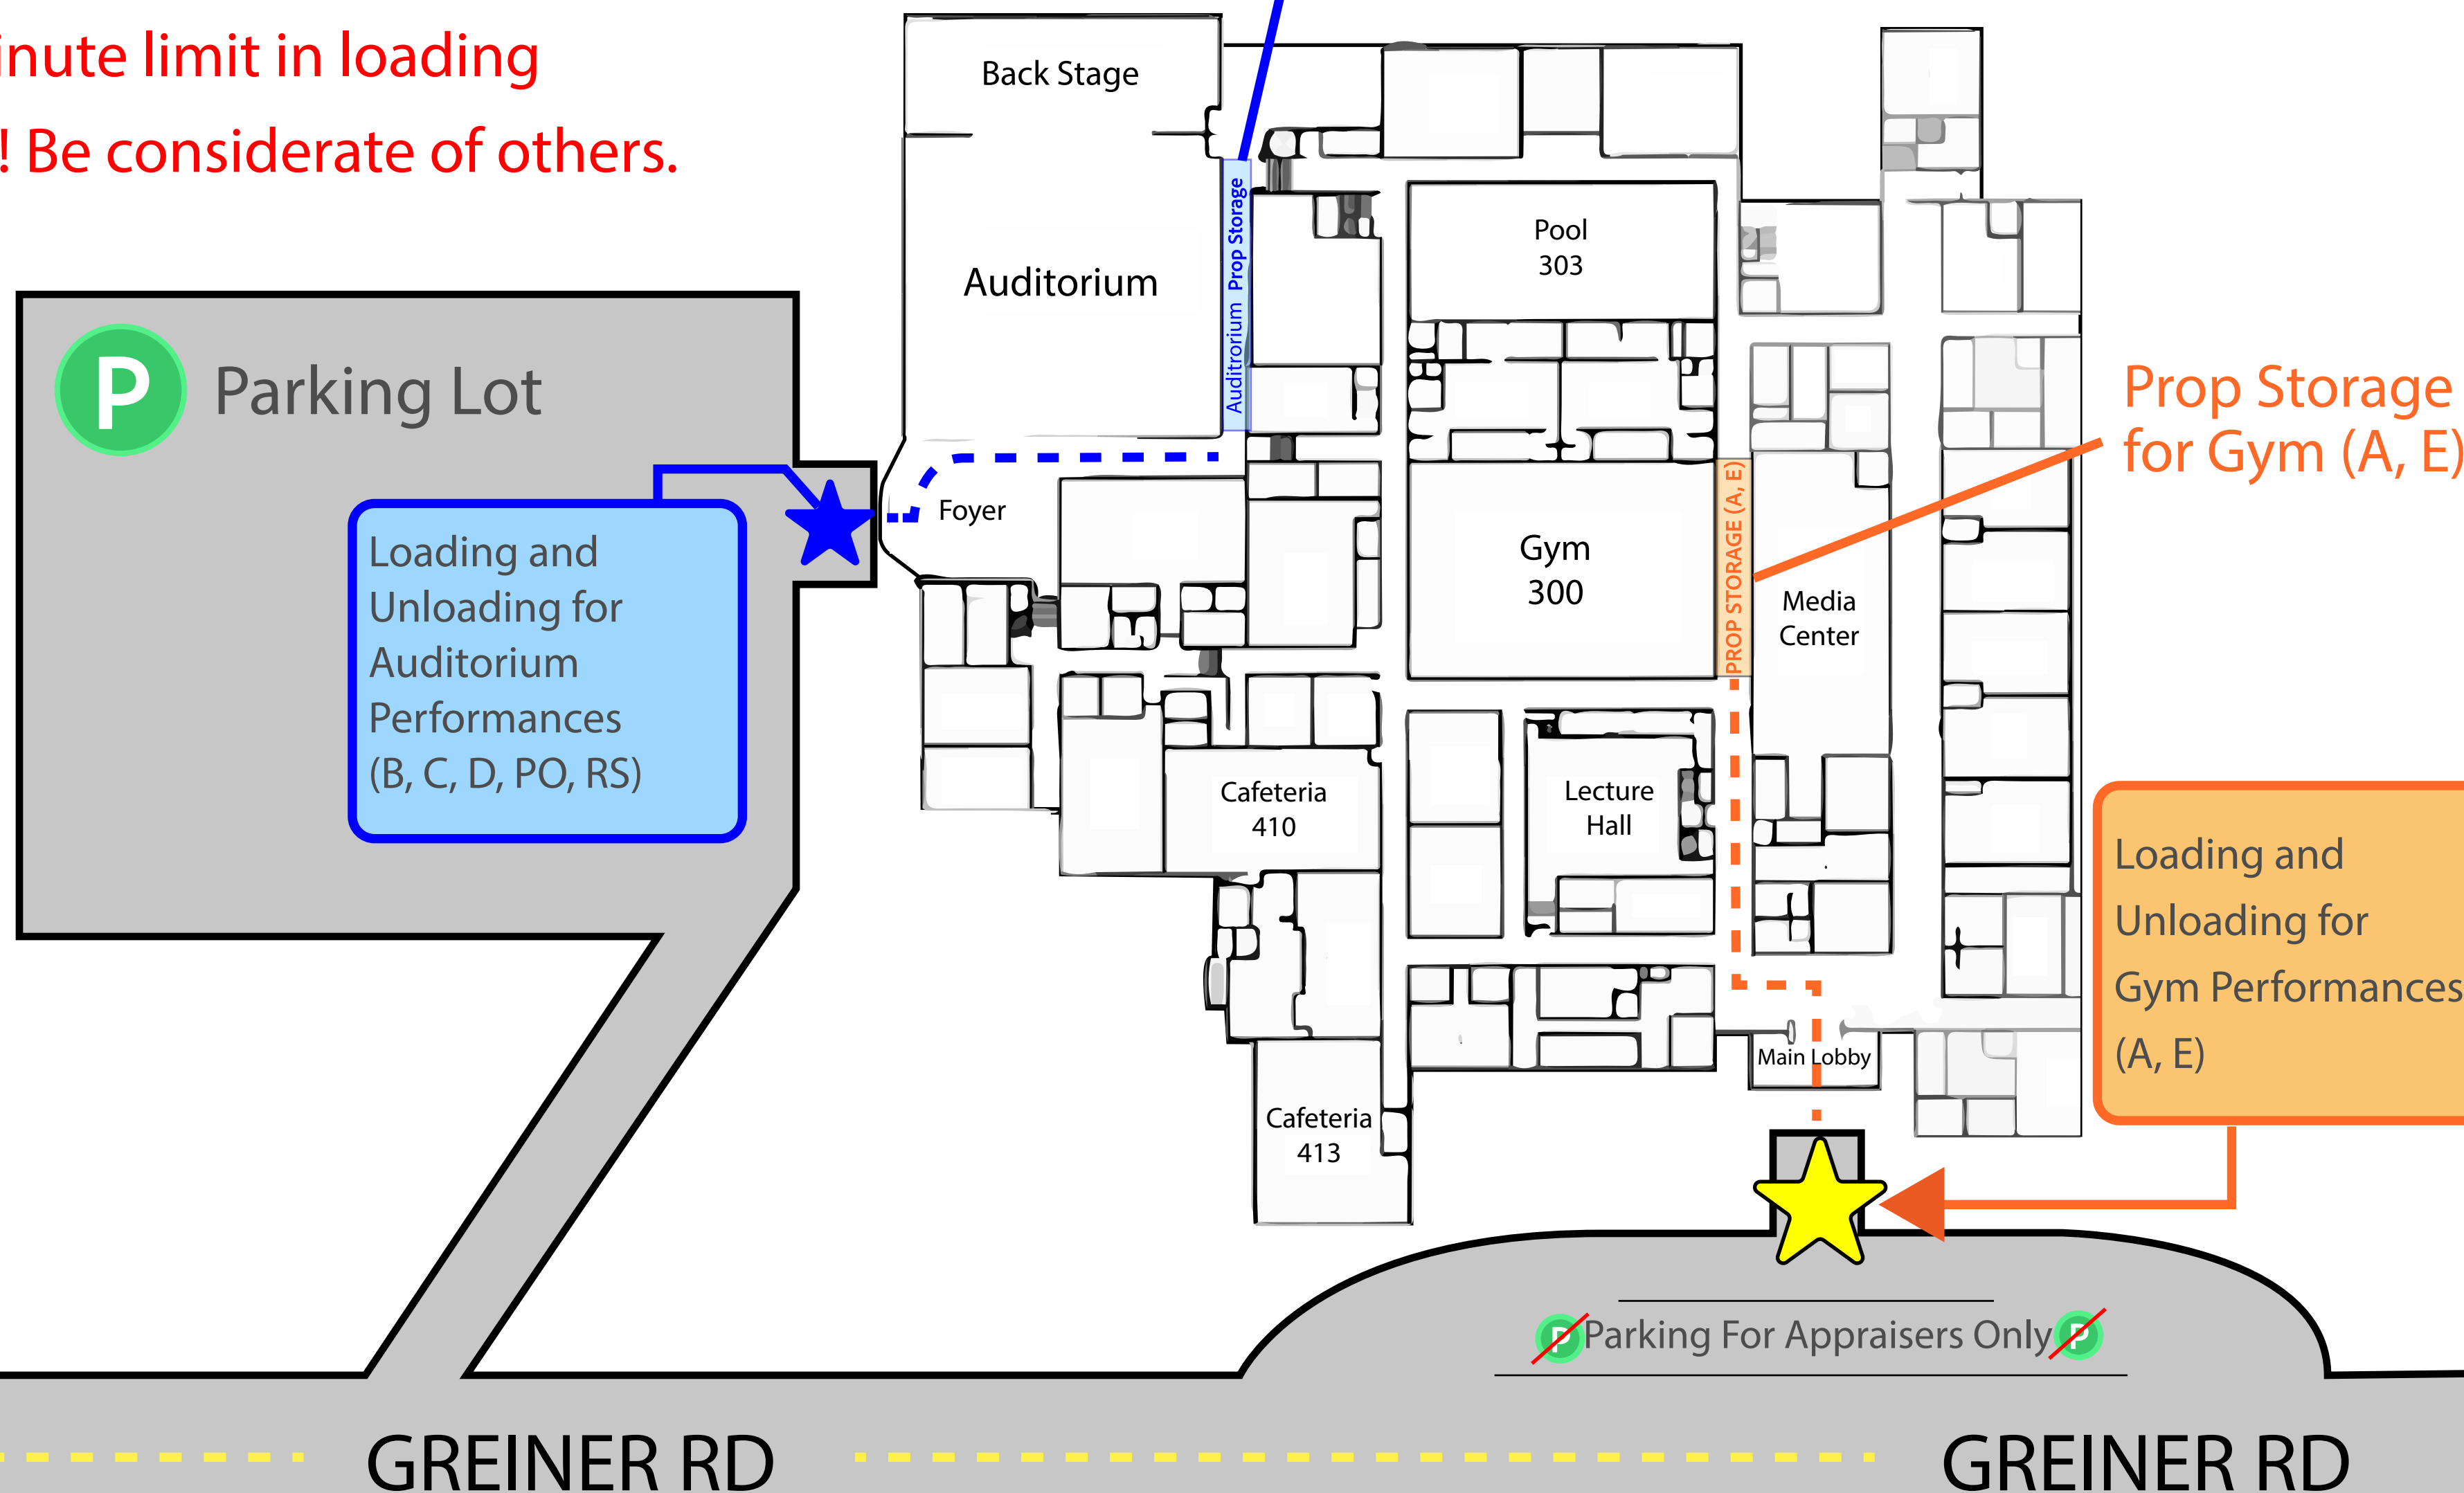 inute limit in loading
! Be considerate of others.
Back Stage
Auditorium
Auditrorium Prop Storage
Pool
303
P
Parking Lot
Prop Storage
for Gym (A, E)
Foyer
Loading and
Unloading for
Auditorium
Performances
(B, C, D, PO, RS)
Gym
300
PROP STORAGE (A, E)
Media
Center
Cafeteria
410
Lecture
Hall
Loading and
Unloading for
Gym Performances
(A, E)
Main Lobby
Cafeteria
413
P Parking For Appraisers Only P
GREINER RD
GREINER RD